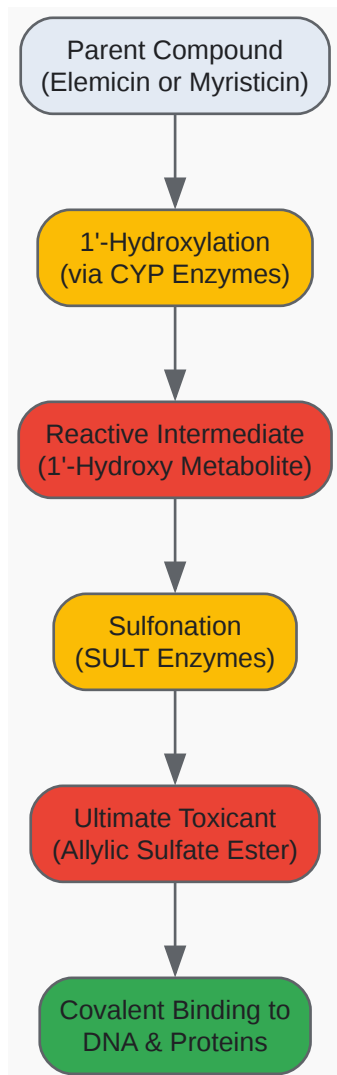 Parent Compound
(Elemicin or Myristicin)
1'-Hydroxylation
(via CYP Enzymes)
Reactive Intermediate
(1'-Hydroxy Metabolite)
Sulfonation
(SULT Enzymes)
Ultimate Toxicant
(Allylic Sulfate Ester)
Covalent Binding to
DNA & Proteins